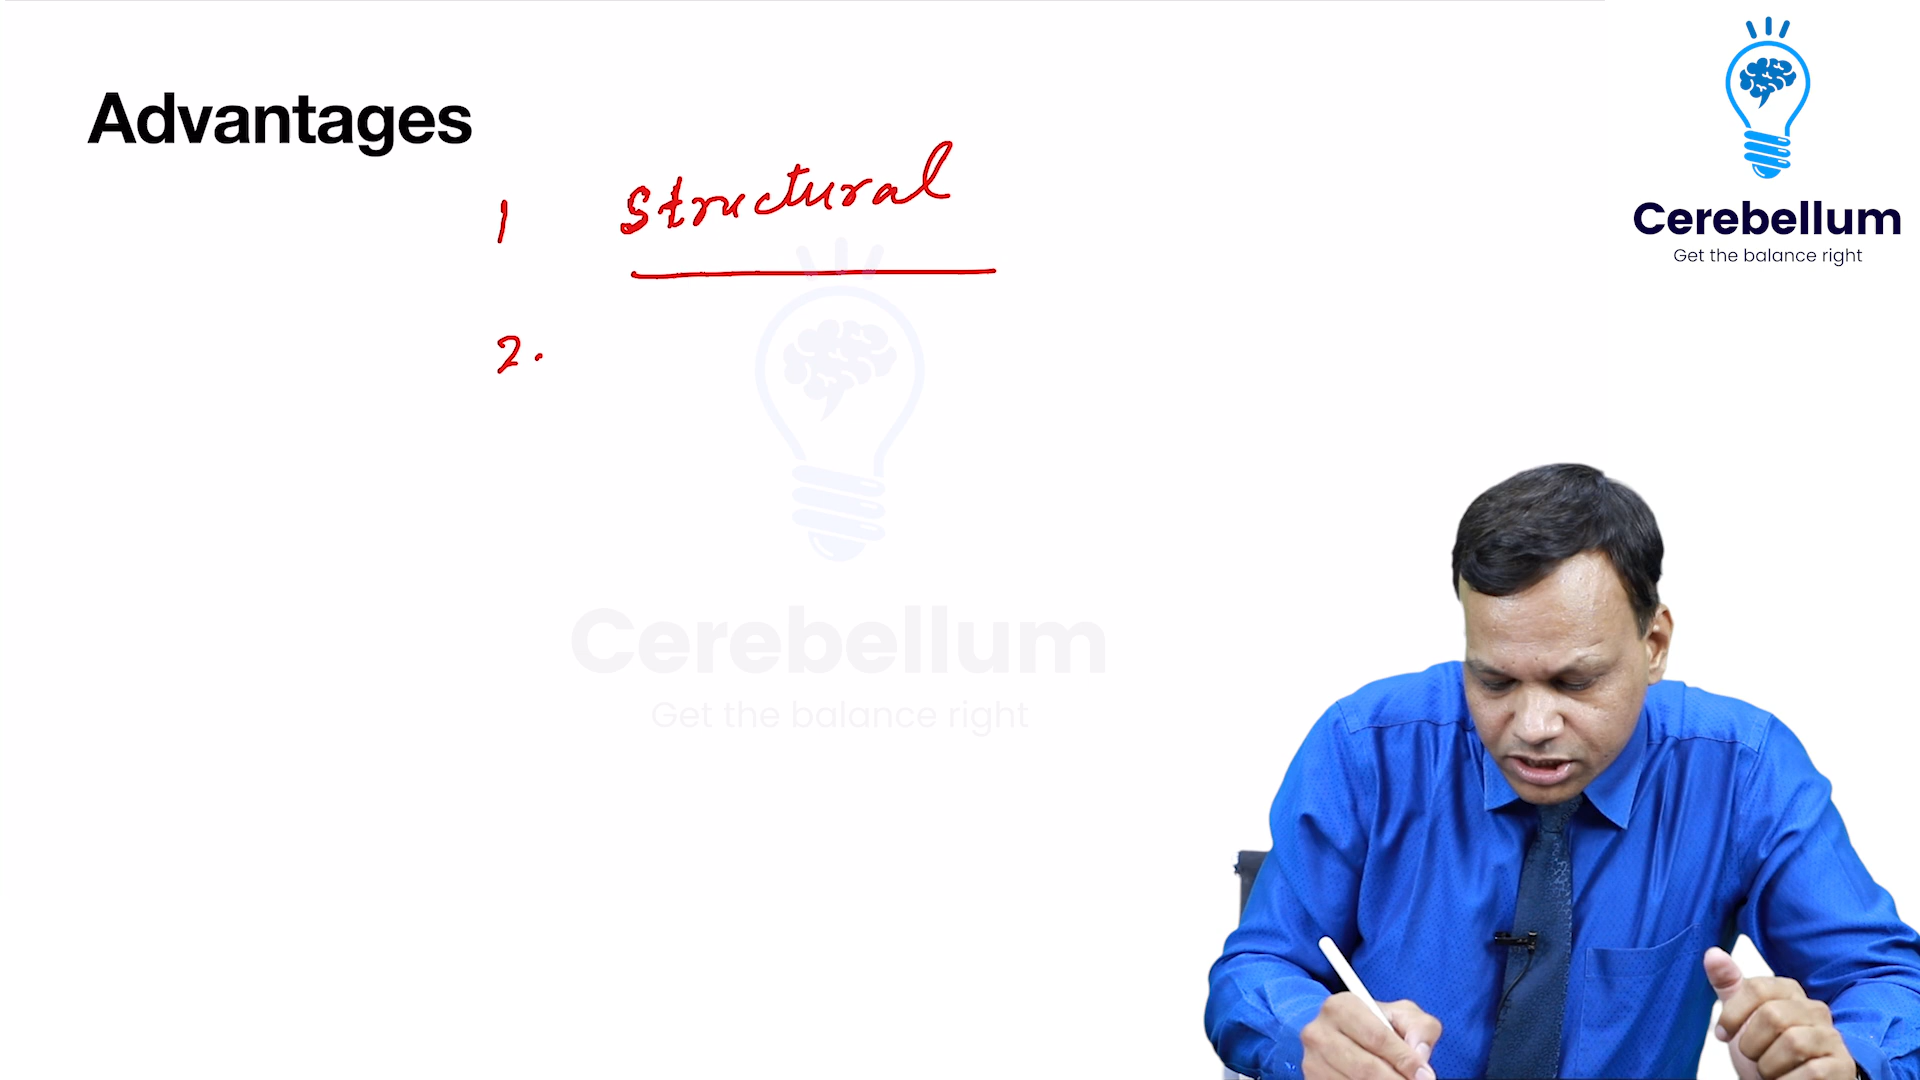 Advantages
1 Structural
2.
Cerebellum
Get the balance right
Cerebellum
Get the balance right